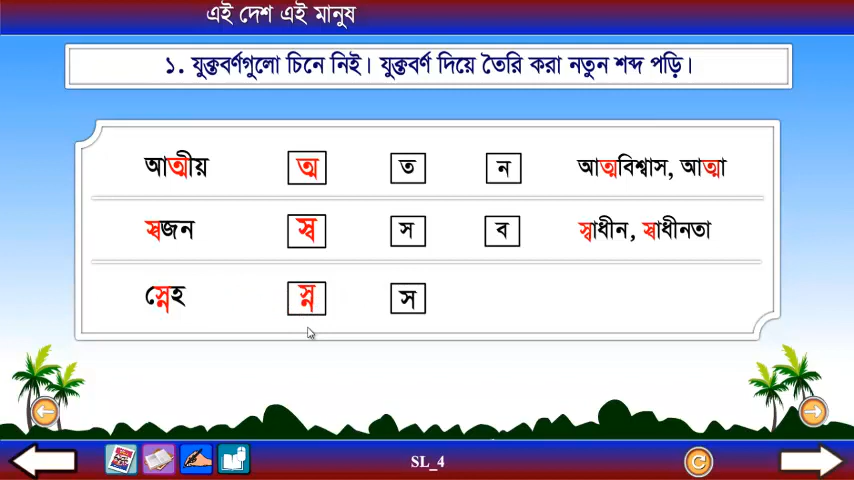 এই দেশ এই মানুষ
১. যুক্তবর্ণগুলো চিনে নিই। যুক্তবর্ণ দিয়ে তৈরি করা নতুন শব্দ পড়ি।
আত্মীয় ত্ম ত ন আত্মবিশ্বাস, আত্মা
স্বজন স্ব স ব স্বাধীন, স্বাধীনতা
স্নেহ স্ন স
SL_4